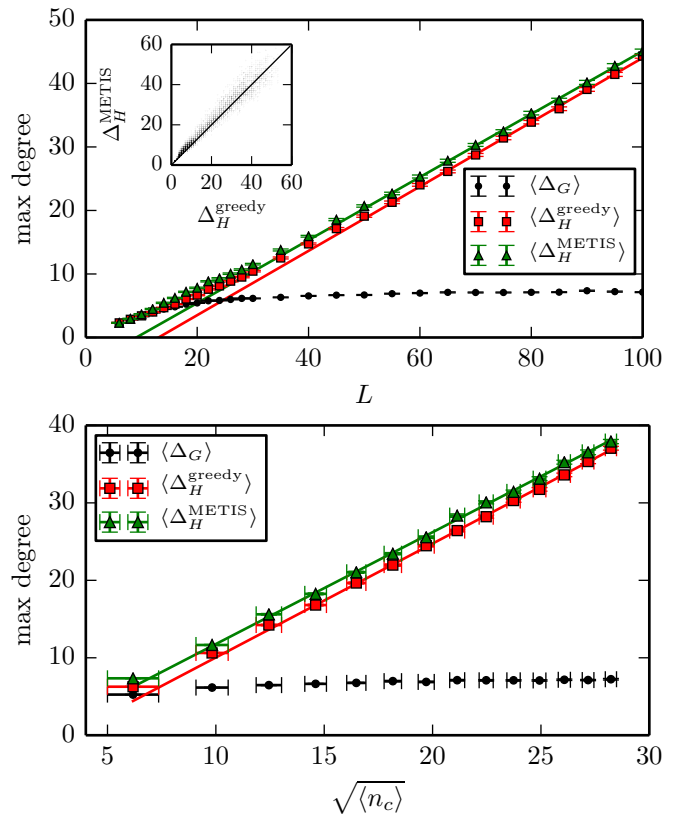 50
40
30
20
10
0
max degree
60
40
20
0
Δ_H^METIS
0 20 40 60
Δ_H^greedy
⟨Δ_G⟩
⟨Δ_H^greedy⟩
⟨Δ_H^METIS⟩
0 20 40 60 80 100
L
40
30
20
10
0
max degree
⟨Δ_G⟩
⟨Δ_H^greedy⟩
⟨Δ_H^METIS⟩
5 10 15 20 25 30
√⟨n_c⟩